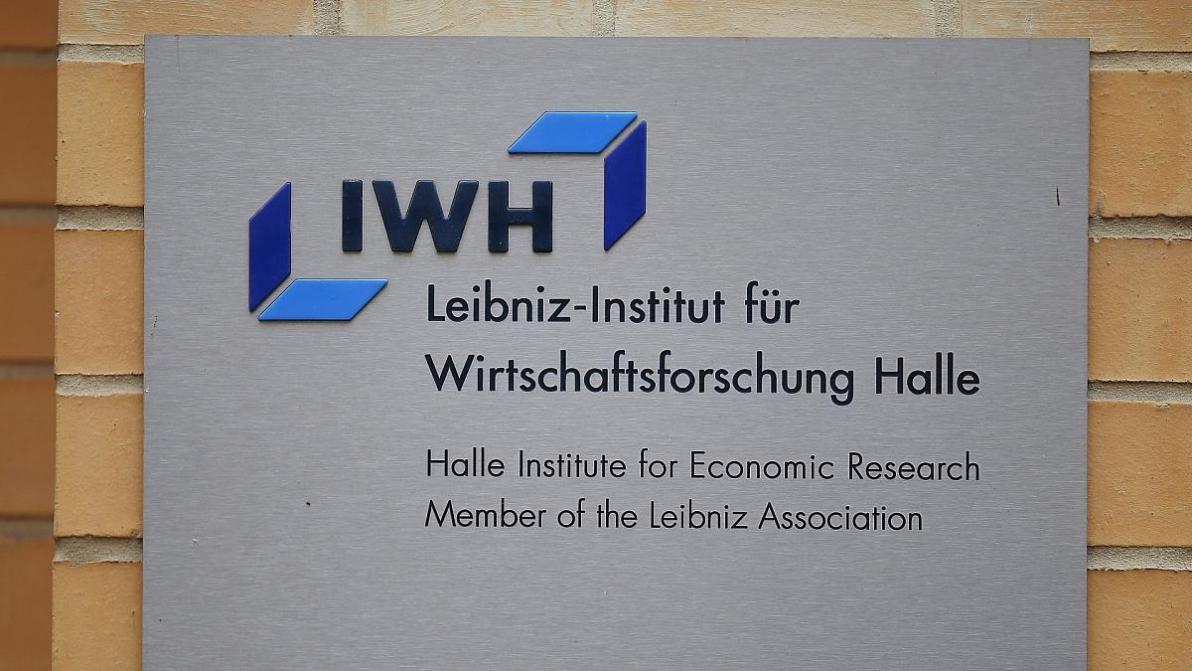 IWH
Leibniz-Institut für
Wirtschaftsforschung Halle
Halle Institute for Economic Research
Member of the Leibniz Association